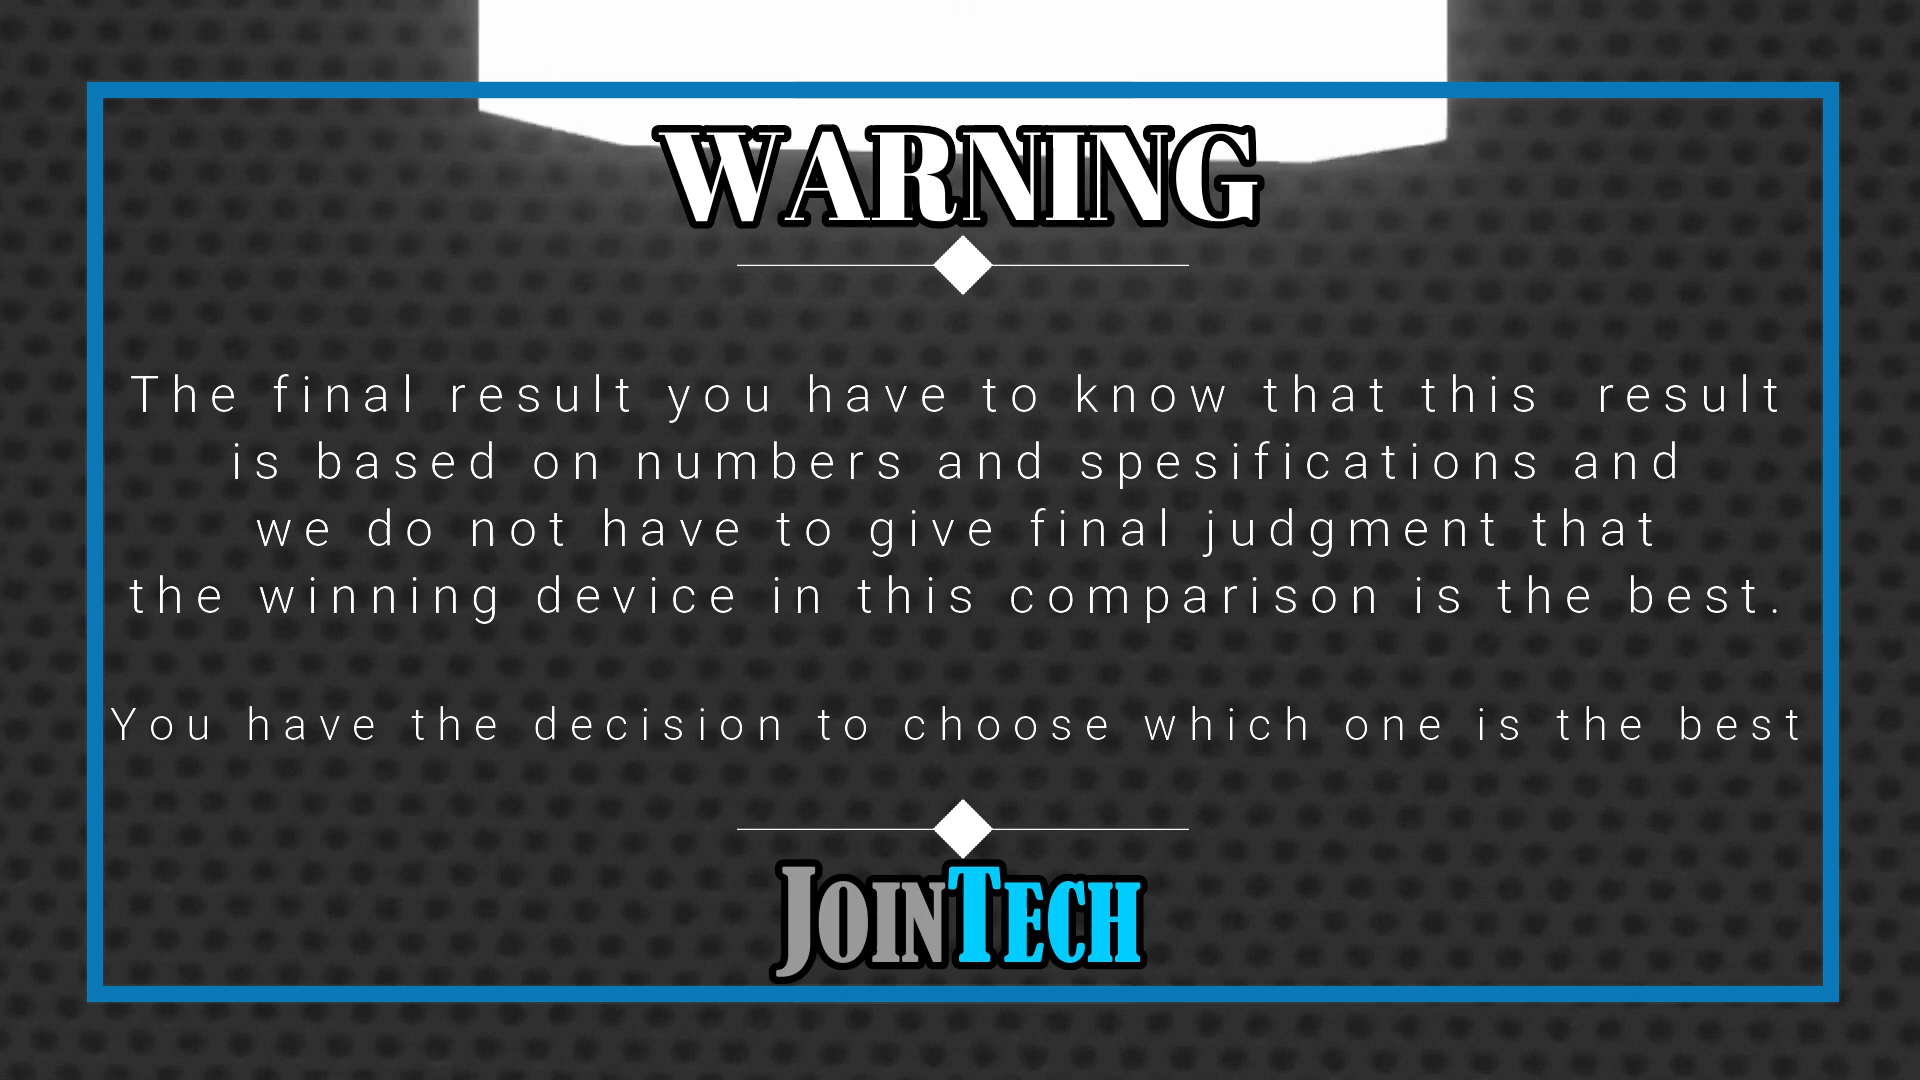 WARNING
The final result you have to know that this result
is based on numbers and spesifications and
we do not have to give final judgment that
the winning device in this comparison is the best.
You have the decision to choose which one is the best
JOINTECH